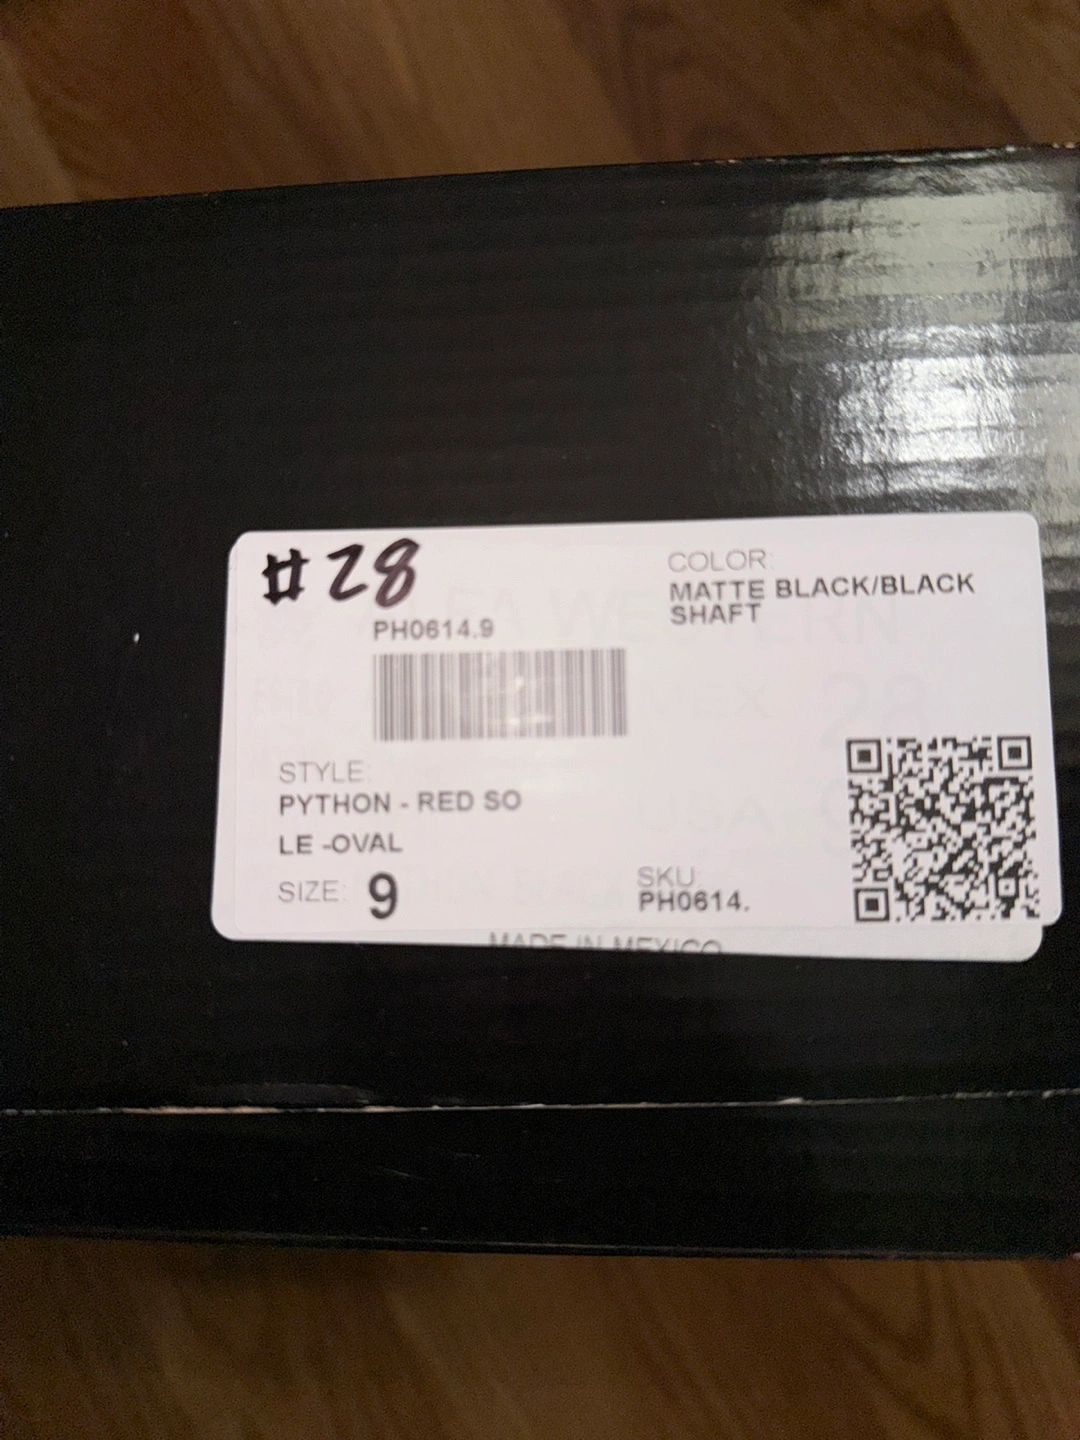 #28
COLOR:
MATTE BLACK/BLACK
SHAFT
PH0614.9
STYLE:
PYTHON - RED SO
LE -OVAL
SIZE: 9
SKU:
PH0614.
MADE IN MEXICO